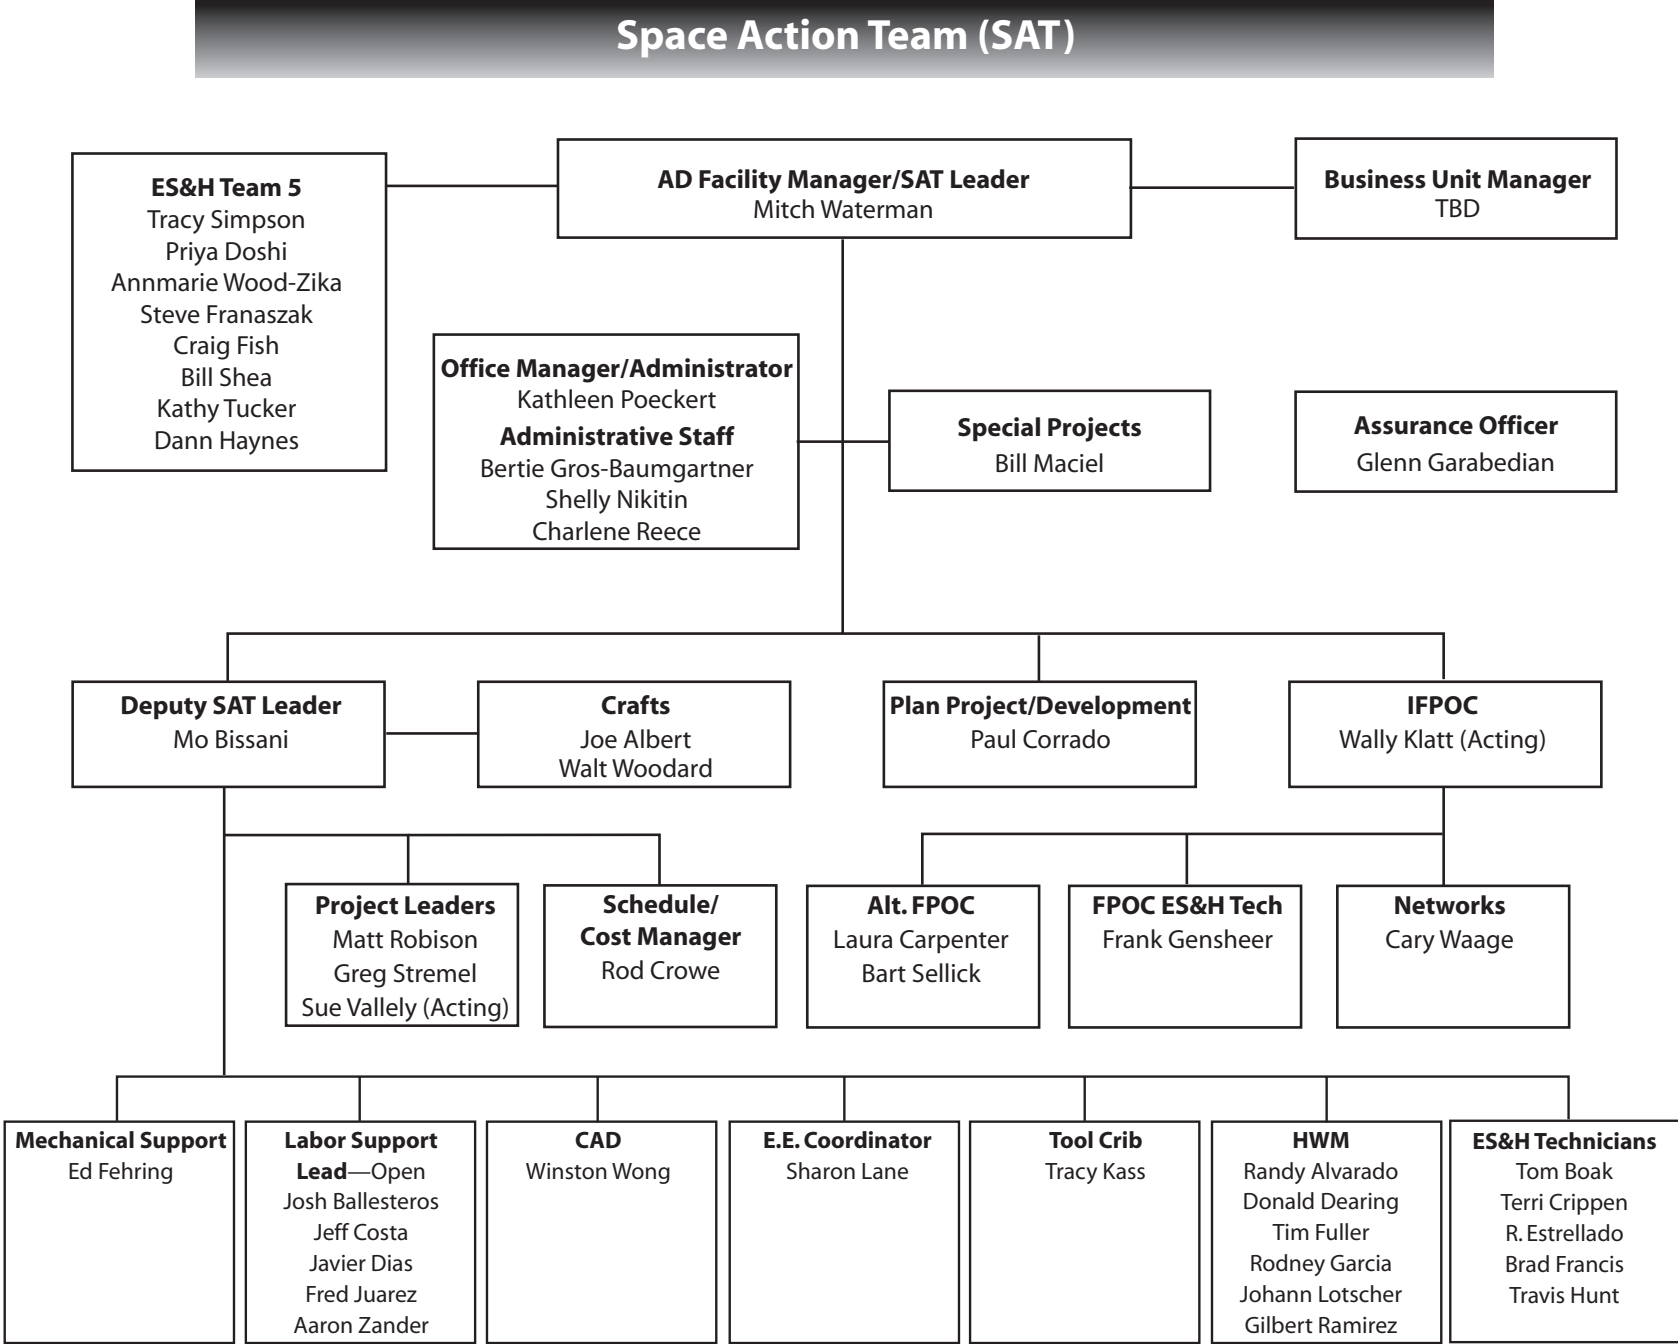 Space Action Team (SAT)
ES&H Team 5
Tracy Simpson
Priya Doshi
Annmarie Wood-Zika
Steve Franaszak
Craig Fish
Bill Shea
Kathy Tucker
Dann Haynes
AD Facility Manager/SAT Leader
Mitch Waterman
Business Unit Manager
TBD
Office Manager/Administrator
Kathleen Poeckert
Administrative Staff
Bertie Gros-Baumgartner
Shelly Nikitin
Charlene Reece
Special Projects
Bill Maciel
Assurance Officer
Glenn Garabedian
Deputy SAT Leader
Mo Bissani
Crafts
Joe Albert
Walt Woodard
Plan Project/Development
Paul Corrado
IFPOC
Wally Klatt (Acting)
Project Leaders
Matt Robison
Greg Stremel
Sue Vallely (Acting)
Schedule/
Cost Manager
Rod Crowe
Alt. FPOC
Laura Carpenter
Bart Sellick
FPOC ES&H Tech
Frank Gensheer
Networks
Cary Waage
Mechanical Support
Ed Fehring
Labor Support
Lead—Open
Josh Ballesteros
Jeff Costa
Javier Dias
Fred Juarez
Aaron Zander
CAD
Winston Wong
E.E. Coordinator
Sharon Lane
Tool Crib
Tracy Kass
HWM
Randy Alvarado
Donald Dearing
Tim Fuller
Rodney Garcia
Johann Lotscher
Gilbert Ramirez
ES&H Technicians
Tom Boak
Terri Crippen
R. Estrellado
Brad Francis
Travis Hunt